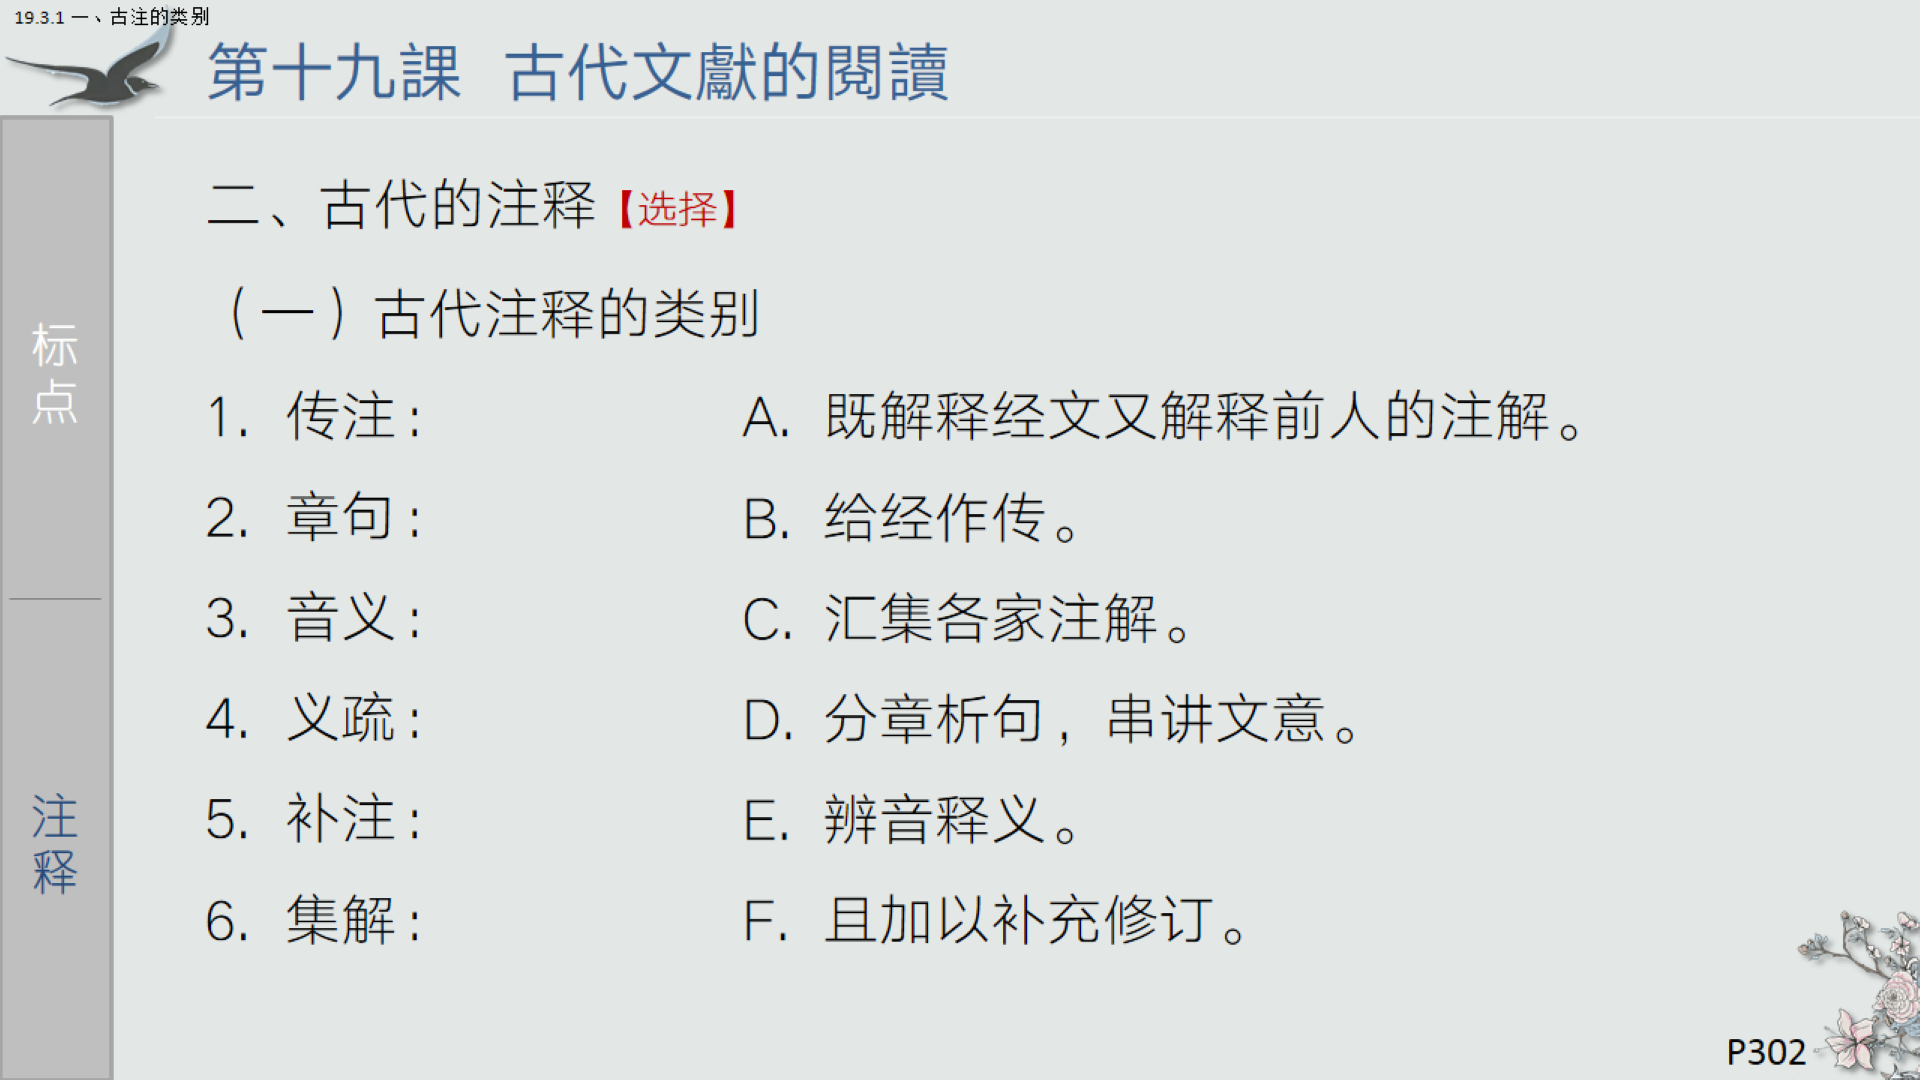 19.3.1 一、古注的类别
第十九課 古代文獻的閱讀
标点
注释
二、古代的注释【选择】
（一）古代注释的类别
1. 传注： A. 既解释经文又解释前人的注解。
2. 章句： B. 给经作传。
3. 音义： C. 汇集各家注解。
4. 义疏： D. 分章析句，串讲文意。
5. 补注： E. 辨音释义。
6. 集解： F. 且加以补充修订。
P302